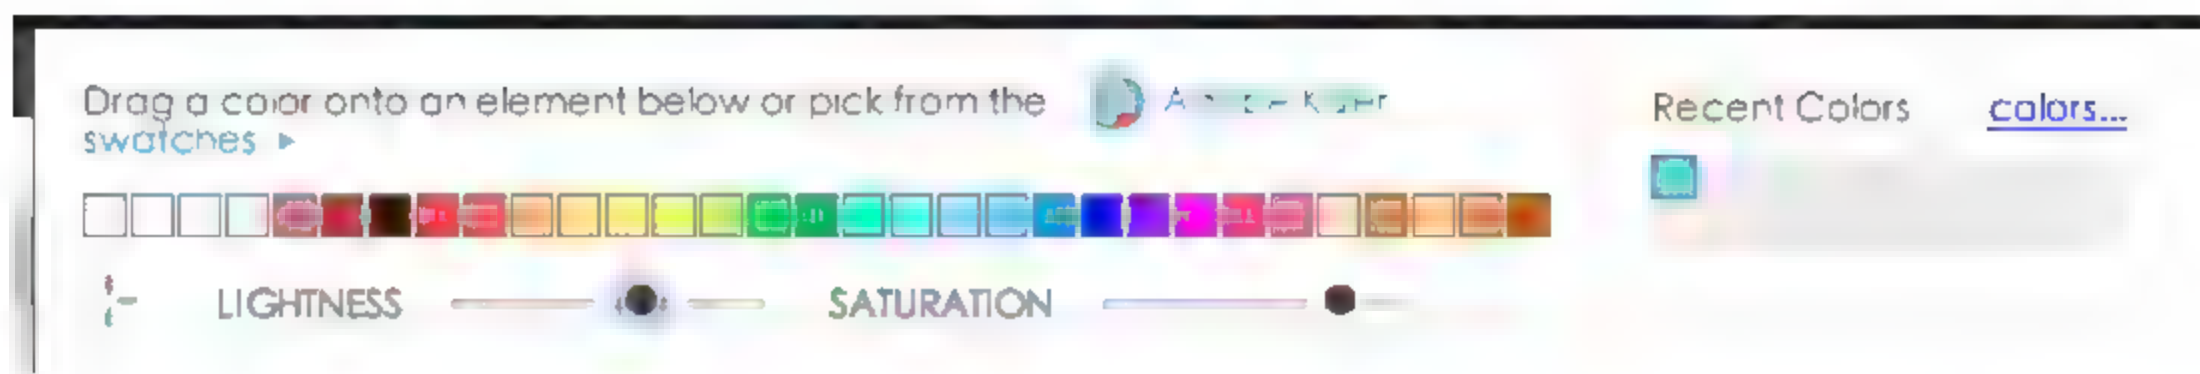 Drag a color onto an element below or pick from the
swatches ▸
Recent Colors
colors...
LIGHTNESS
SATURATION